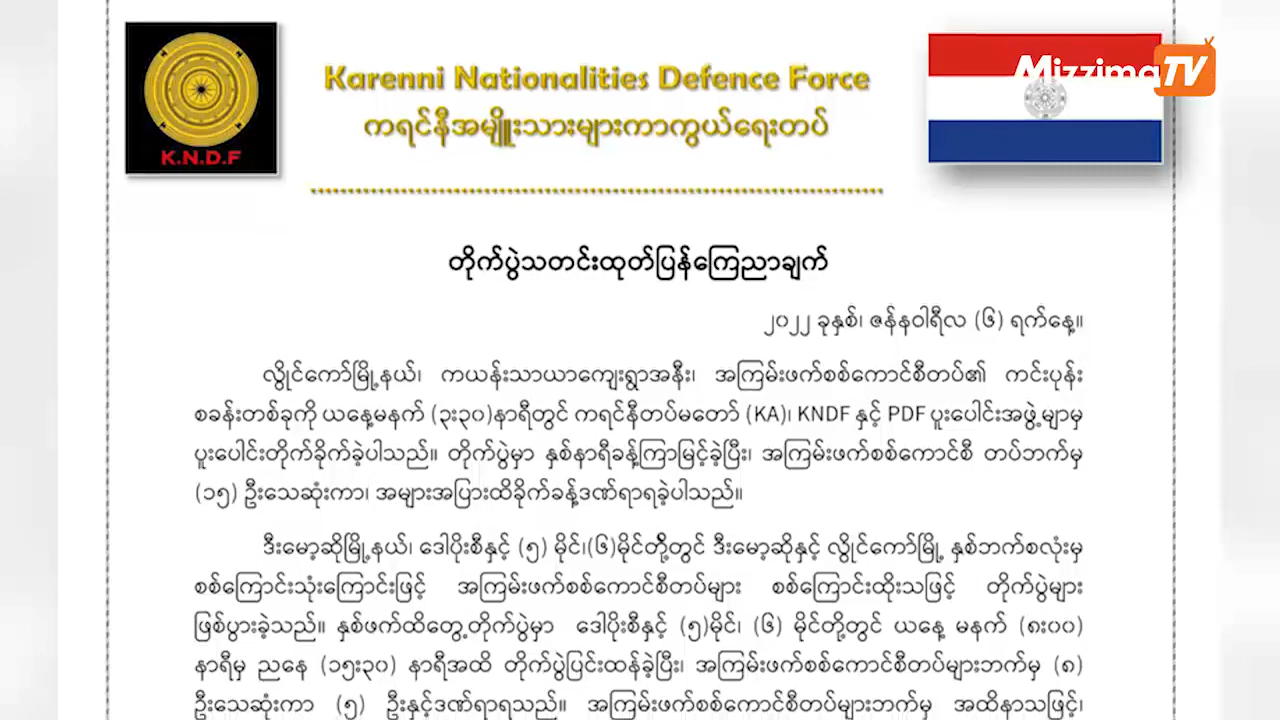 K.N.D.F
Karenni Nationalities Defence Force
ကရင်နီအမျိုးသားများကာကွယ်ရေးတပ်
MizzimaTV
တိုက်ပွဲသတင်းထုတ်ပြန်ကြေညာချက်
၂၀၂၂ ခုနှစ်၊ ဇန်နဝါရီလ (၆) ရက်နေ့။
လွိုင်ကော်မြို့နယ်၊ ကယန်းသာယာကျေးရွာအနီး၊ အကြမ်းဖက်စစ်ကောင်စီတပ်၏ ကင်းပုန်း
စခန်းတစ်ခုကို ယနေ့မနက် (၃း၃၀)နာရီတွင် ကရင်နီတပ်မတော် (KA)၊ KNDF နှင့် PDF ပူးပေါင်းအဖွဲ့များမှ
ပူးပေါင်းတိုက်ခိုက်ခဲ့ပါသည်။ တိုက်ပွဲမှာ နှစ်နာရီခန့်ကြာမြင့်ခဲ့ပြီး၊ အကြမ်းဖက်စစ်ကောင်စီ တပ်ဘက်မှ
(၁၅) ဦးသေဆုံးကာ၊ အများအပြားထိခိုက်ခန့်ဒဏ်ရာရခဲ့ပါသည်။
ဒီးမော့ဆိုမြို့နယ်၊ ဒေါပိုးစီနှင့် (၅) မိုင်၊(၆)မိုင်တို့တွင် ဒီးမော့ဆိုနှင့် လွိုင်ကော်မြို့ နှစ်ဘက်စလုံးမှ
စစ်ကြောင်းသုံးကြောင်းဖြင့် အကြမ်းဖက်စစ်ကောင်စီတပ်များ စစ်ကြောင်းထိုးသဖြင့် တိုက်ပွဲများ
ဖြစ်ပွားခဲ့သည်။ နှစ်ဖက်ထိတွေ့တိုက်ပွဲမှာ ဒေါပိုးစီနှင့် (၅)မိုင်၊ (၆) မိုင်တို့တွင် ယနေ့ မနက် (၈း၀၀)
နာရီမှ ညနေ (၁၅း၃၀) နာရီအထိ တိုက်ပွဲပြင်းထန်ခဲ့ပြီး၊ အကြမ်းဖက်စစ်ကောင်စီတပ်များဘက်မှ (၈)
ဦးသေဆုံးကာ (၅) ဦးနှင့်ဒဏ်ရာရသည်။ အကြမ်းဖက်စစ်ကောင်စီတပ်များဘက်မှ အထိနာသဖြင့်၊